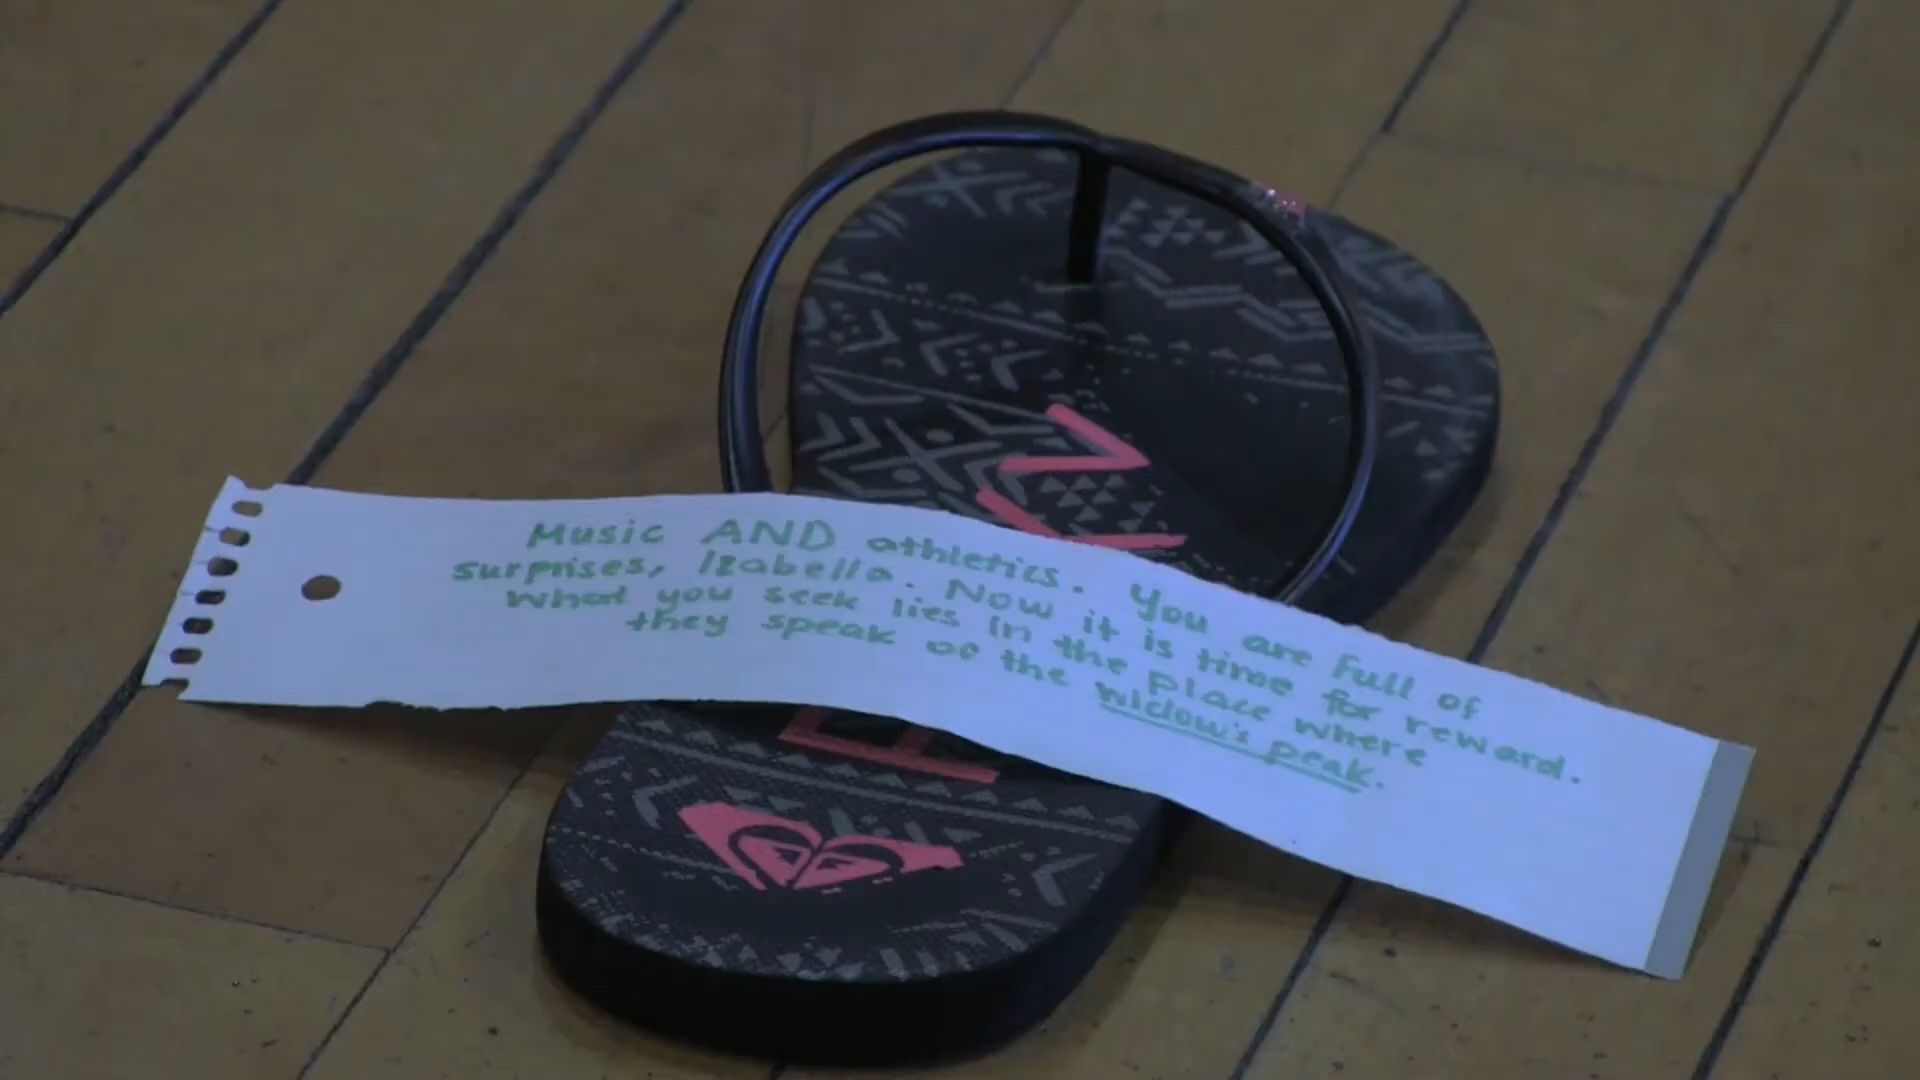 Music AND athletics. You are full of
surprises, Izabella. Now it is time for reward.
What you seek lies in the place where
they speak of the widow's peak.